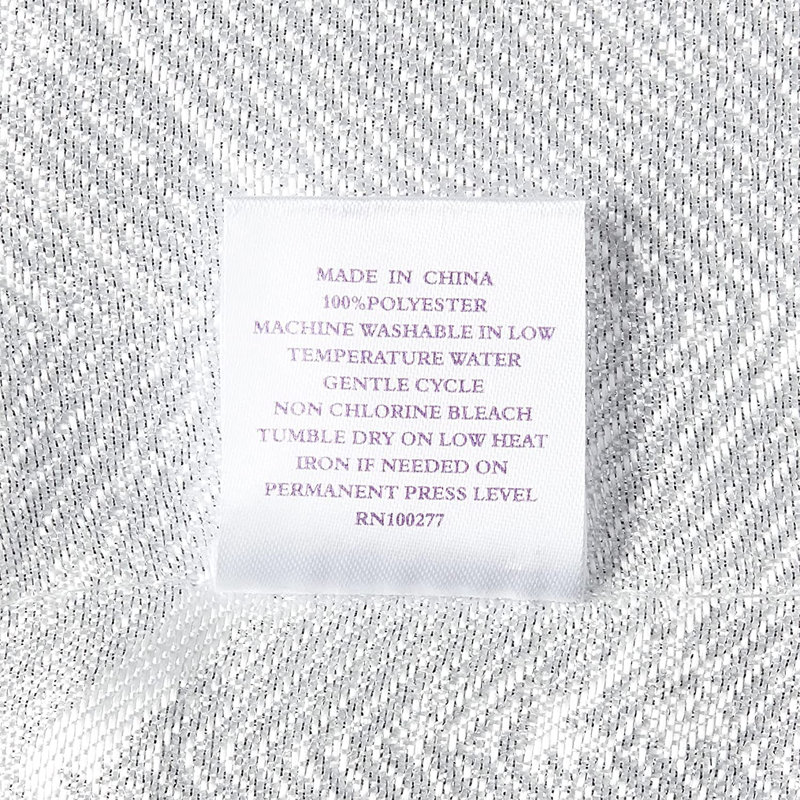 MADE IN CHINA
100%POLYESTER
MACHINE WASHABLE IN LOW
TEMPERATURE WATER
GENTLE CYCLE
NON CHLORINE BLEACH
TUMBLE DRY ON LOW HEAT
IRON IF NEEDED ON
PERMANENT PRESS LEVEL
RN100277